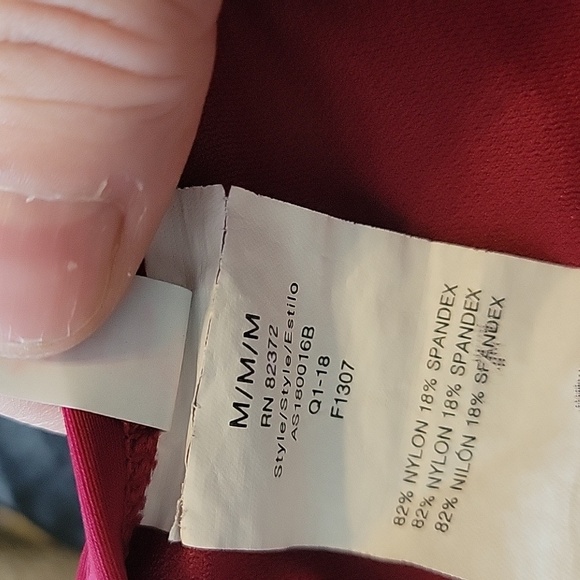 M/M/M
RN 82372
Style/Style/Estilo
AS180016B
Q1-18
F1307
82% NYLON 18% SPANDEX
82% NYLON 18% SPANDEX
82% NILÓN 18% SPANDEX